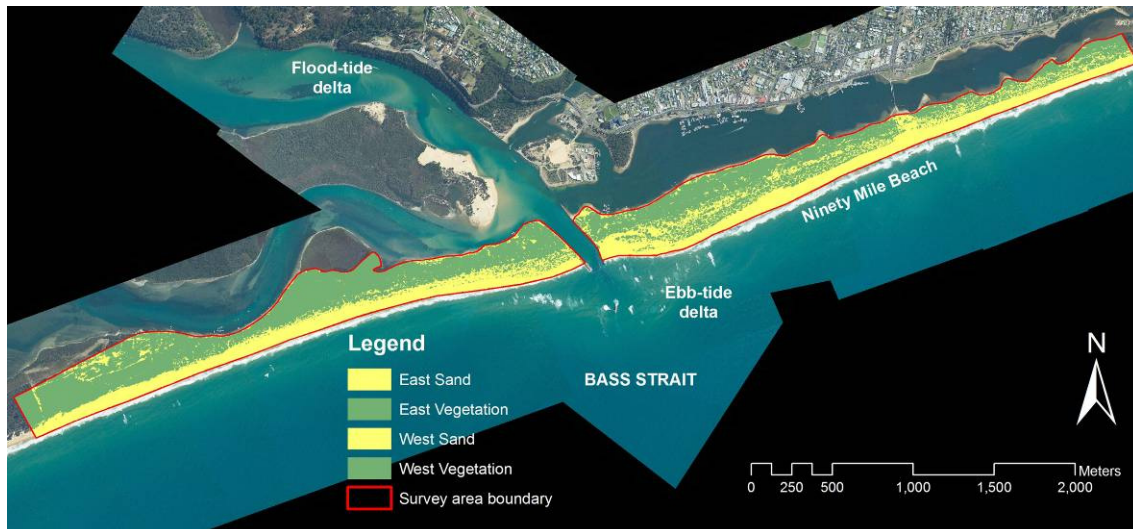 Flood-tide
delta
Ninety Mile Beach
Ebb-tide
delta
Legend
East Sand
East Vegetation
West Sand
West Vegetation
Survey area boundary
BASS STRAIT
N
Meters
0 250 500 1,000 1,500 2,000